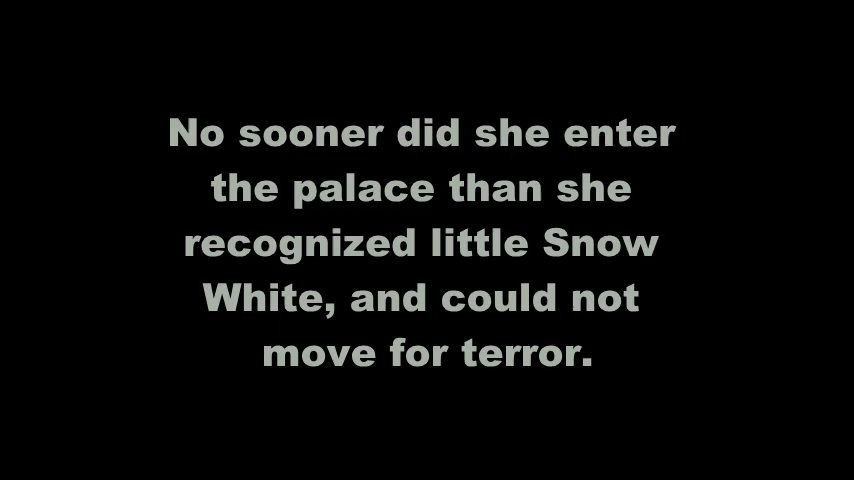 No sooner did she enter
the palace than she
recognized little Snow
White, and could not
move for terror.